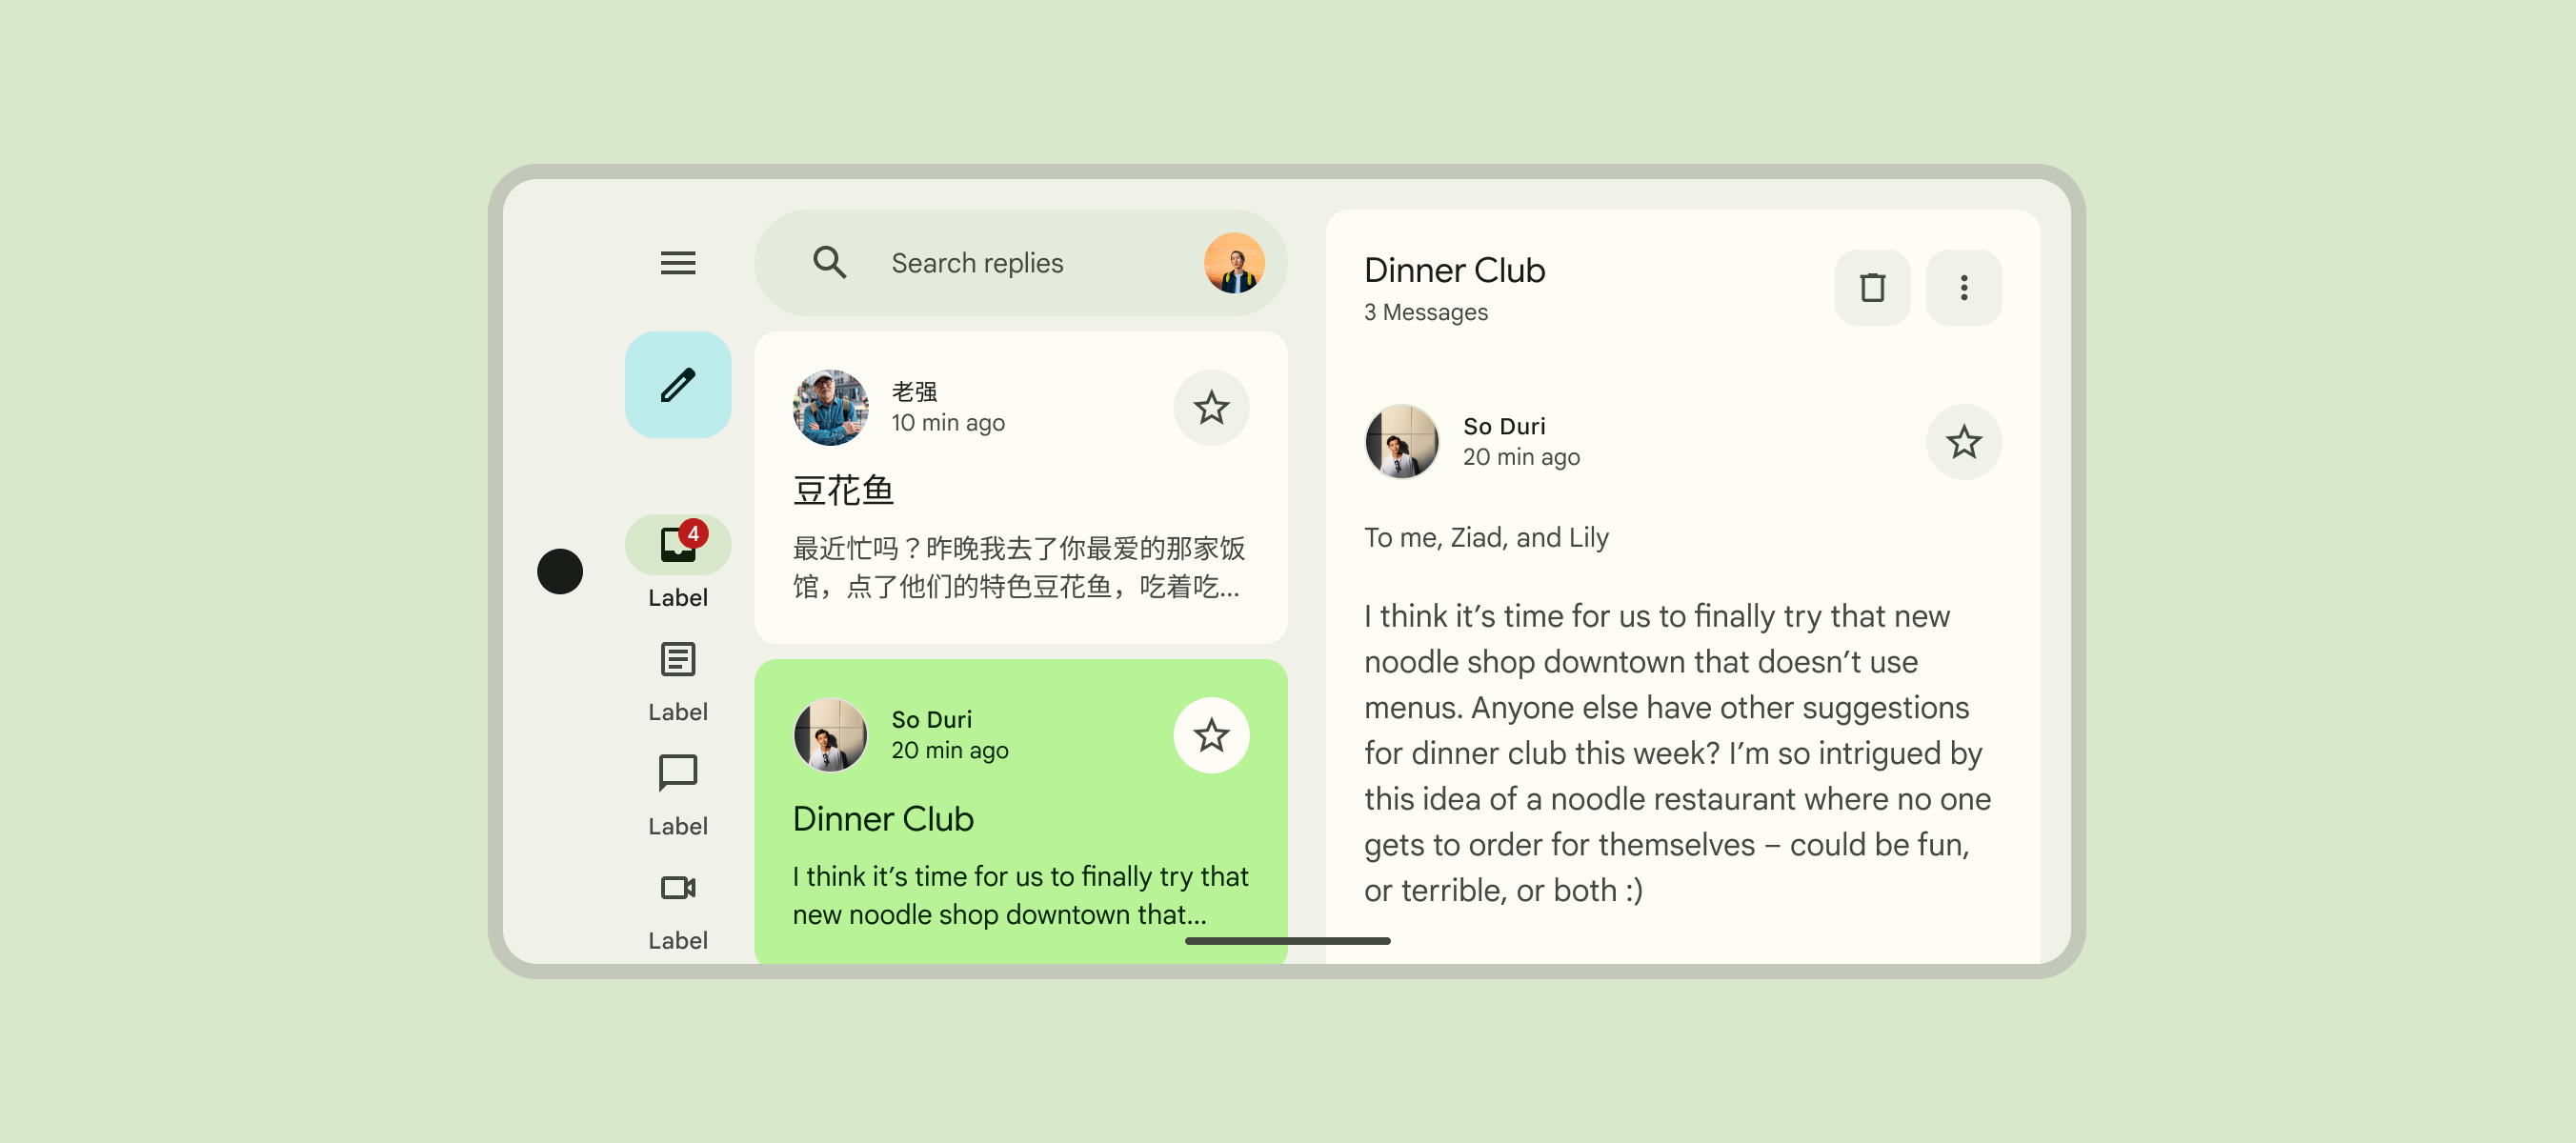 4
Label
Label
Label
Label
Search replies
老强
10 min ago
豆花鱼
最近忙吗？昨晚我去了你最爱的那家饭
馆，点了他们的特色豆花鱼，吃着吃...
So Duri
20 min ago
Dinner Club
I think it’s time for us to finally try that
new noodle shop downtown that...
Dinner Club
3 Messages
So Duri
20 min ago
To me, Ziad, and Lily
I think it’s time for us to finally try that new
noodle shop downtown that doesn’t use
menus. Anyone else have other suggestions
for dinner club this week? I’m so intrigued by
this idea of a noodle restaurant where no one
gets to order for themselves – could be fun,
or terrible, or both :)